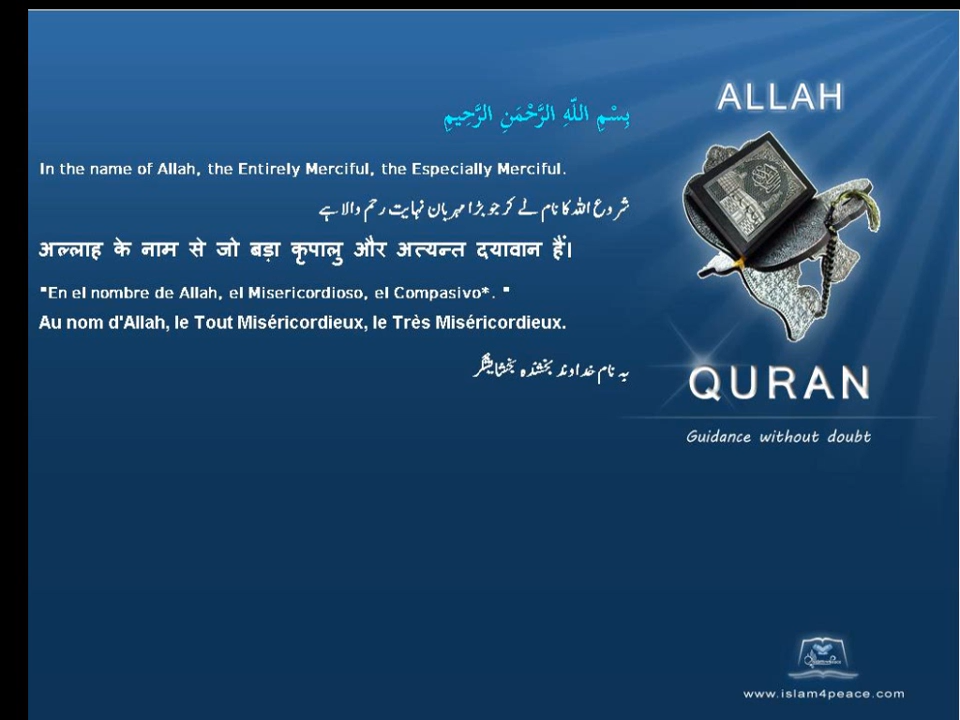 بِسْمِ اللّهِ الرَّحْمَنِ الرَّحِيمِ
In the name of Allah, the Entirely Merciful, the Especially Merciful.
شروع الله کا نام لے کر جو بڑا مہربان نہایت رحم والا ہے
अल्लाह के नाम से जो बड़ा कृपालु और अत्यन्त दयावान हैं।
"En el nombre de Allah, el Misericordioso, el Compasivo*. "
Au nom d'Allah, le Tout Miséricordieux, le Très Miséricordieux.
به نام خداوند بخشنده بخشایشگر
ALLAH
QURAN
Guidance without doubt
www.islam4peace.com